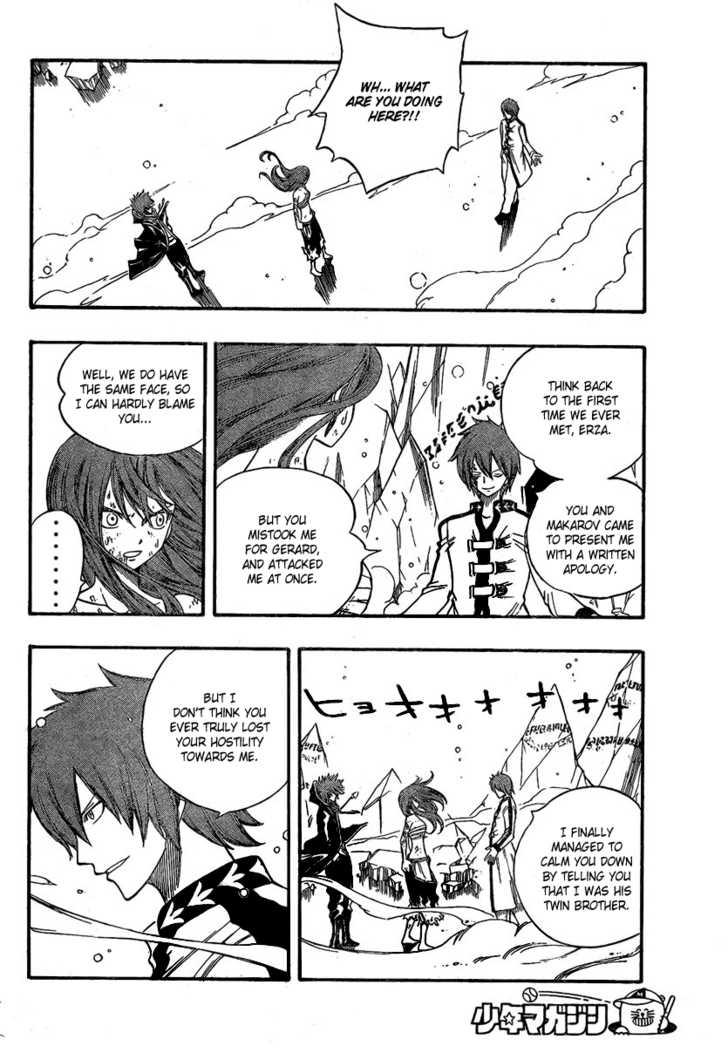 WH... WHAT
ARE YOU DOING
HERE?!!
THINK BACK
TO THE FIRST
TIME WE EVER
MET, ERZA.
YOU AND
MAKAROV CAME
TO PRESENT ME
WITH A WRITTEN
APOLOGY.
BUT YOU
MISTOOK ME
FOR GERARD,
AND ATTACKED
ME AT ONCE.
WELL, WE DO HAVE
THE SAME FACE, SO
I CAN HARDLY BLAME
YOU...
.......
ヒョオオオオオオ
I FINALLY
MANAGED TO
CALM YOU DOWN
BY TELLING YOU
THAT I WAS HIS
TWIN BROTHER.
BUT I
DON'T THINK YOU
EVER TRULY LOST
YOUR HOSTILITY
TOWARDS ME.
少年マガジン